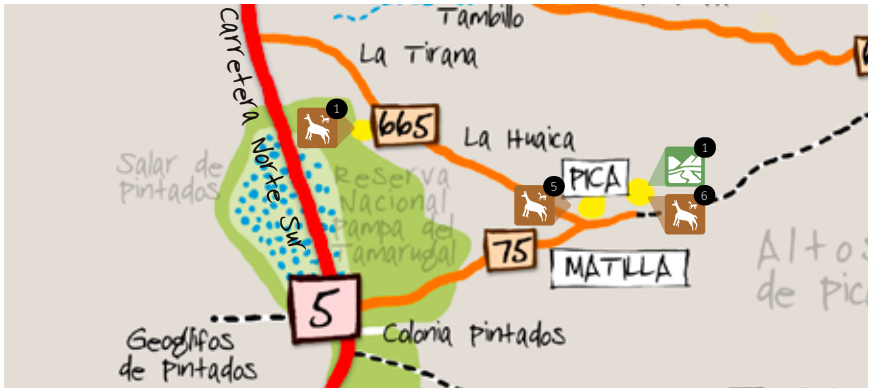 Tambillo
Carretera Norte Sur
La Tirana
1
665
La Huaica
1
Salar de
pintados
Reserva
Nacional
Pampa del
Tamarugal
PICA
5
6
75
MATILLA
Altos
de pica
5
Colonia pintados
Geoglifos
de pintados